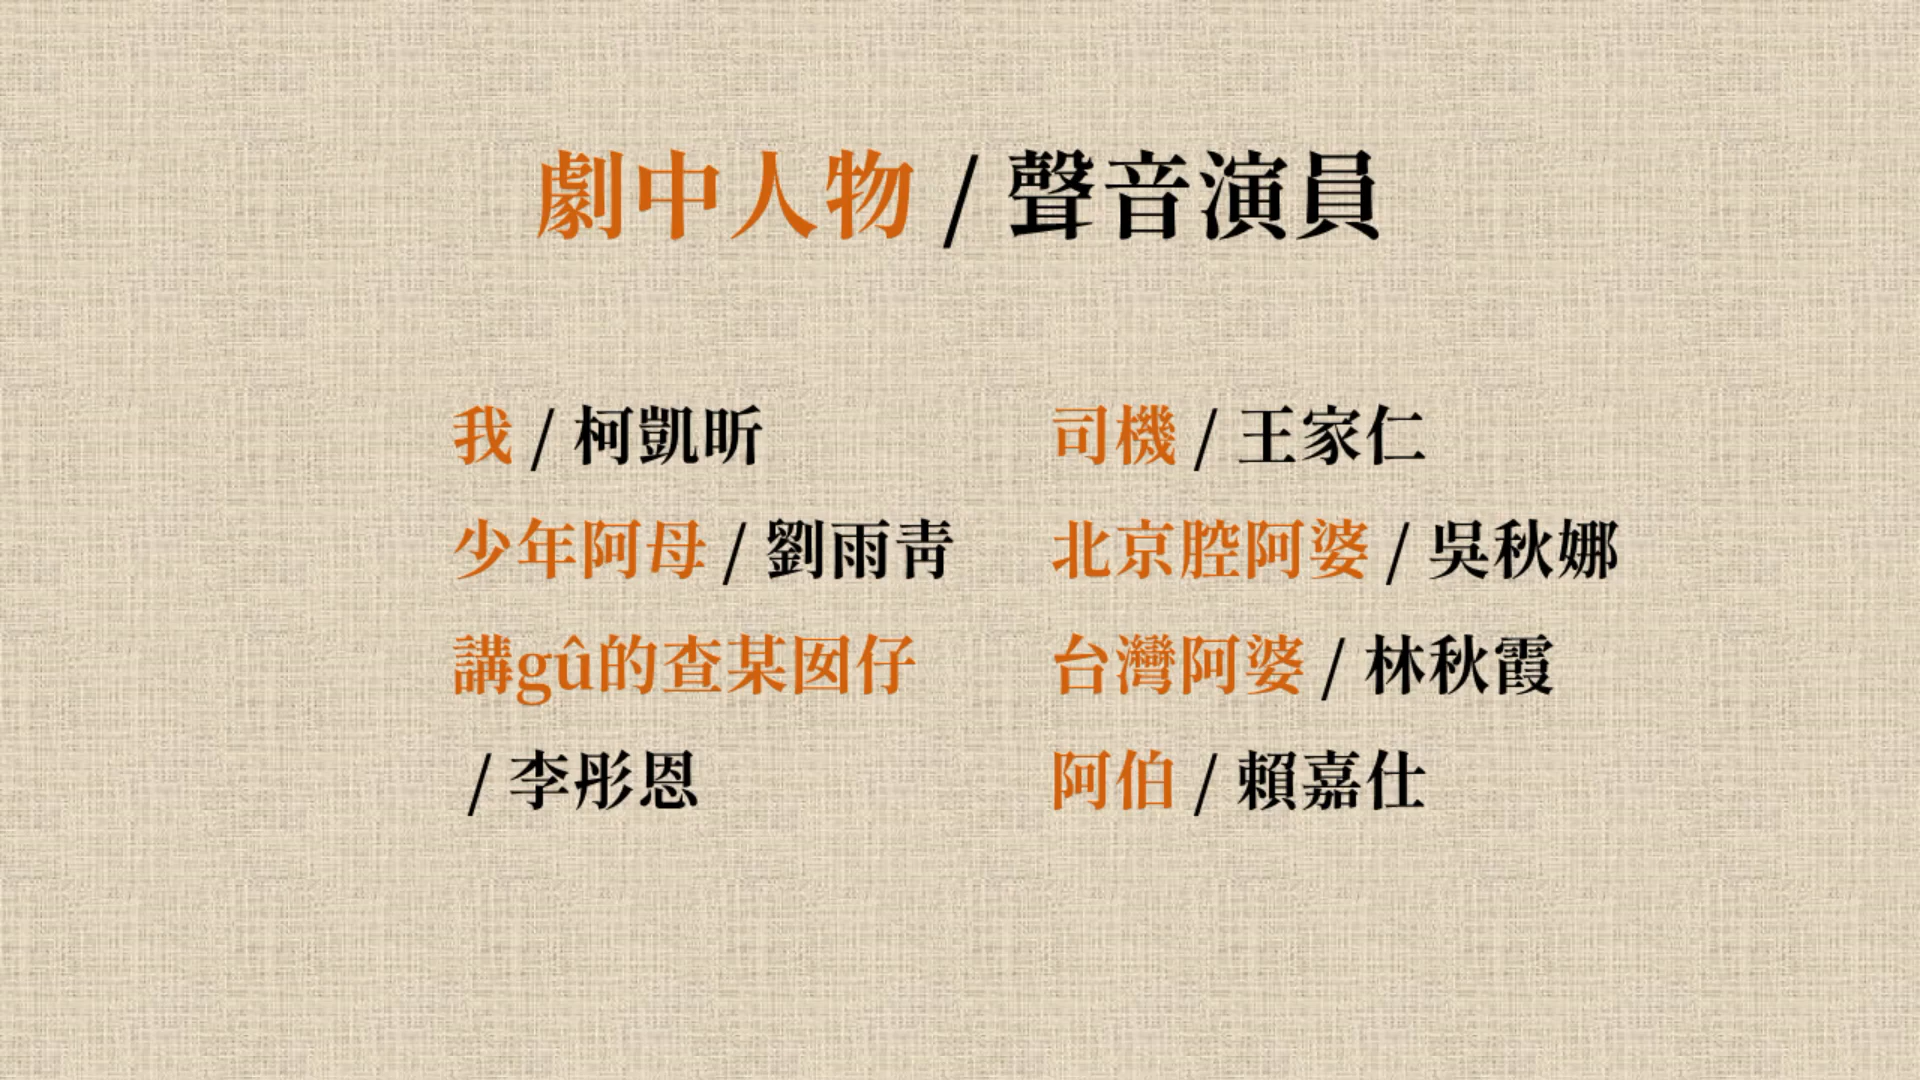 劇中人物 / 聲音演員
我 / 柯凱昕
少年阿母 / 劉雨青
講gû的查某囡仔
/ 李彤恩
司機 / 王家仁
北京腔阿婆 / 吳秋娜
台灣阿婆 / 林秋霞
阿伯 / 賴嘉仕